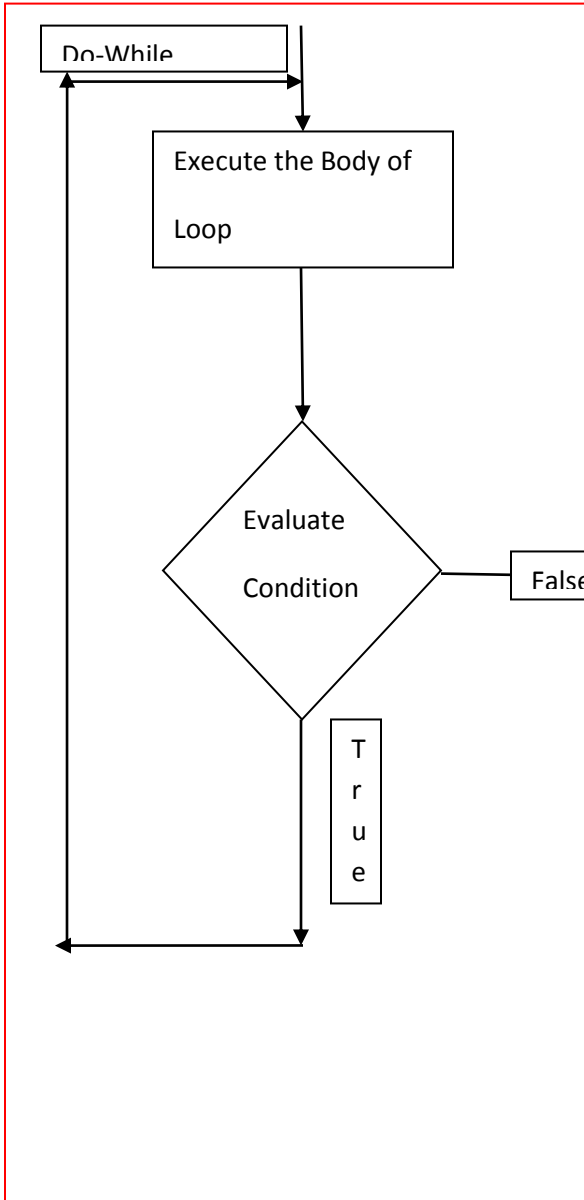 Do-While
Execute the Body of
Loop
Evaluate
Condition
False
T
r
u
e